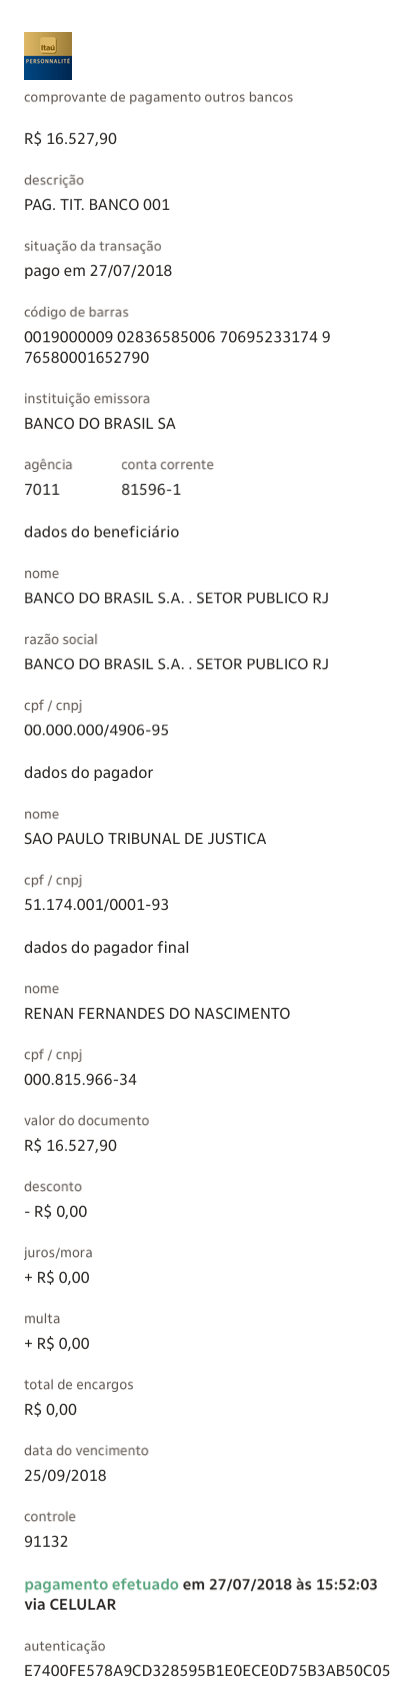 Itaú
PERSONNALITÉ
comprovante de pagamento outros bancos
R$ 16.527,90
descrição
PAG. TIT. BANCO 001
situação da transação
pago em 27/07/2018
código de barras
0019000009 02836585006 70695233174 9
76580001652790
instituição emissora
BANCO DO BRASIL SA
agência conta corrente
7011 81596-1
dados do beneficiário
nome
BANCO DO BRASIL S.A. . SETOR PUBLICO RJ
razão social
BANCO DO BRASIL S.A. . SETOR PUBLICO RJ
cpf / cnpj
00.000.000/4906-95
dados do pagador
nome
SAO PAULO TRIBUNAL DE JUSTICA
cpf / cnpj
51.174.001/0001-93
dados do pagador final
nome
RENAN FERNANDES DO NASCIMENTO
cpf / cnpj
000.815.966-34
valor do documento
R$ 16.527,90
desconto
- R$ 0,00
juros/mora
+ R$ 0,00
multa
+ R$ 0,00
total de encargos
R$ 0,00
data do vencimento
25/09/2018
controle
91132
pagamento efetuado em 27/07/2018 às 15:52:03
via CELULAR
autenticação
E7400FE578A9CD328595B1E0ECE0D75B3AB50C05